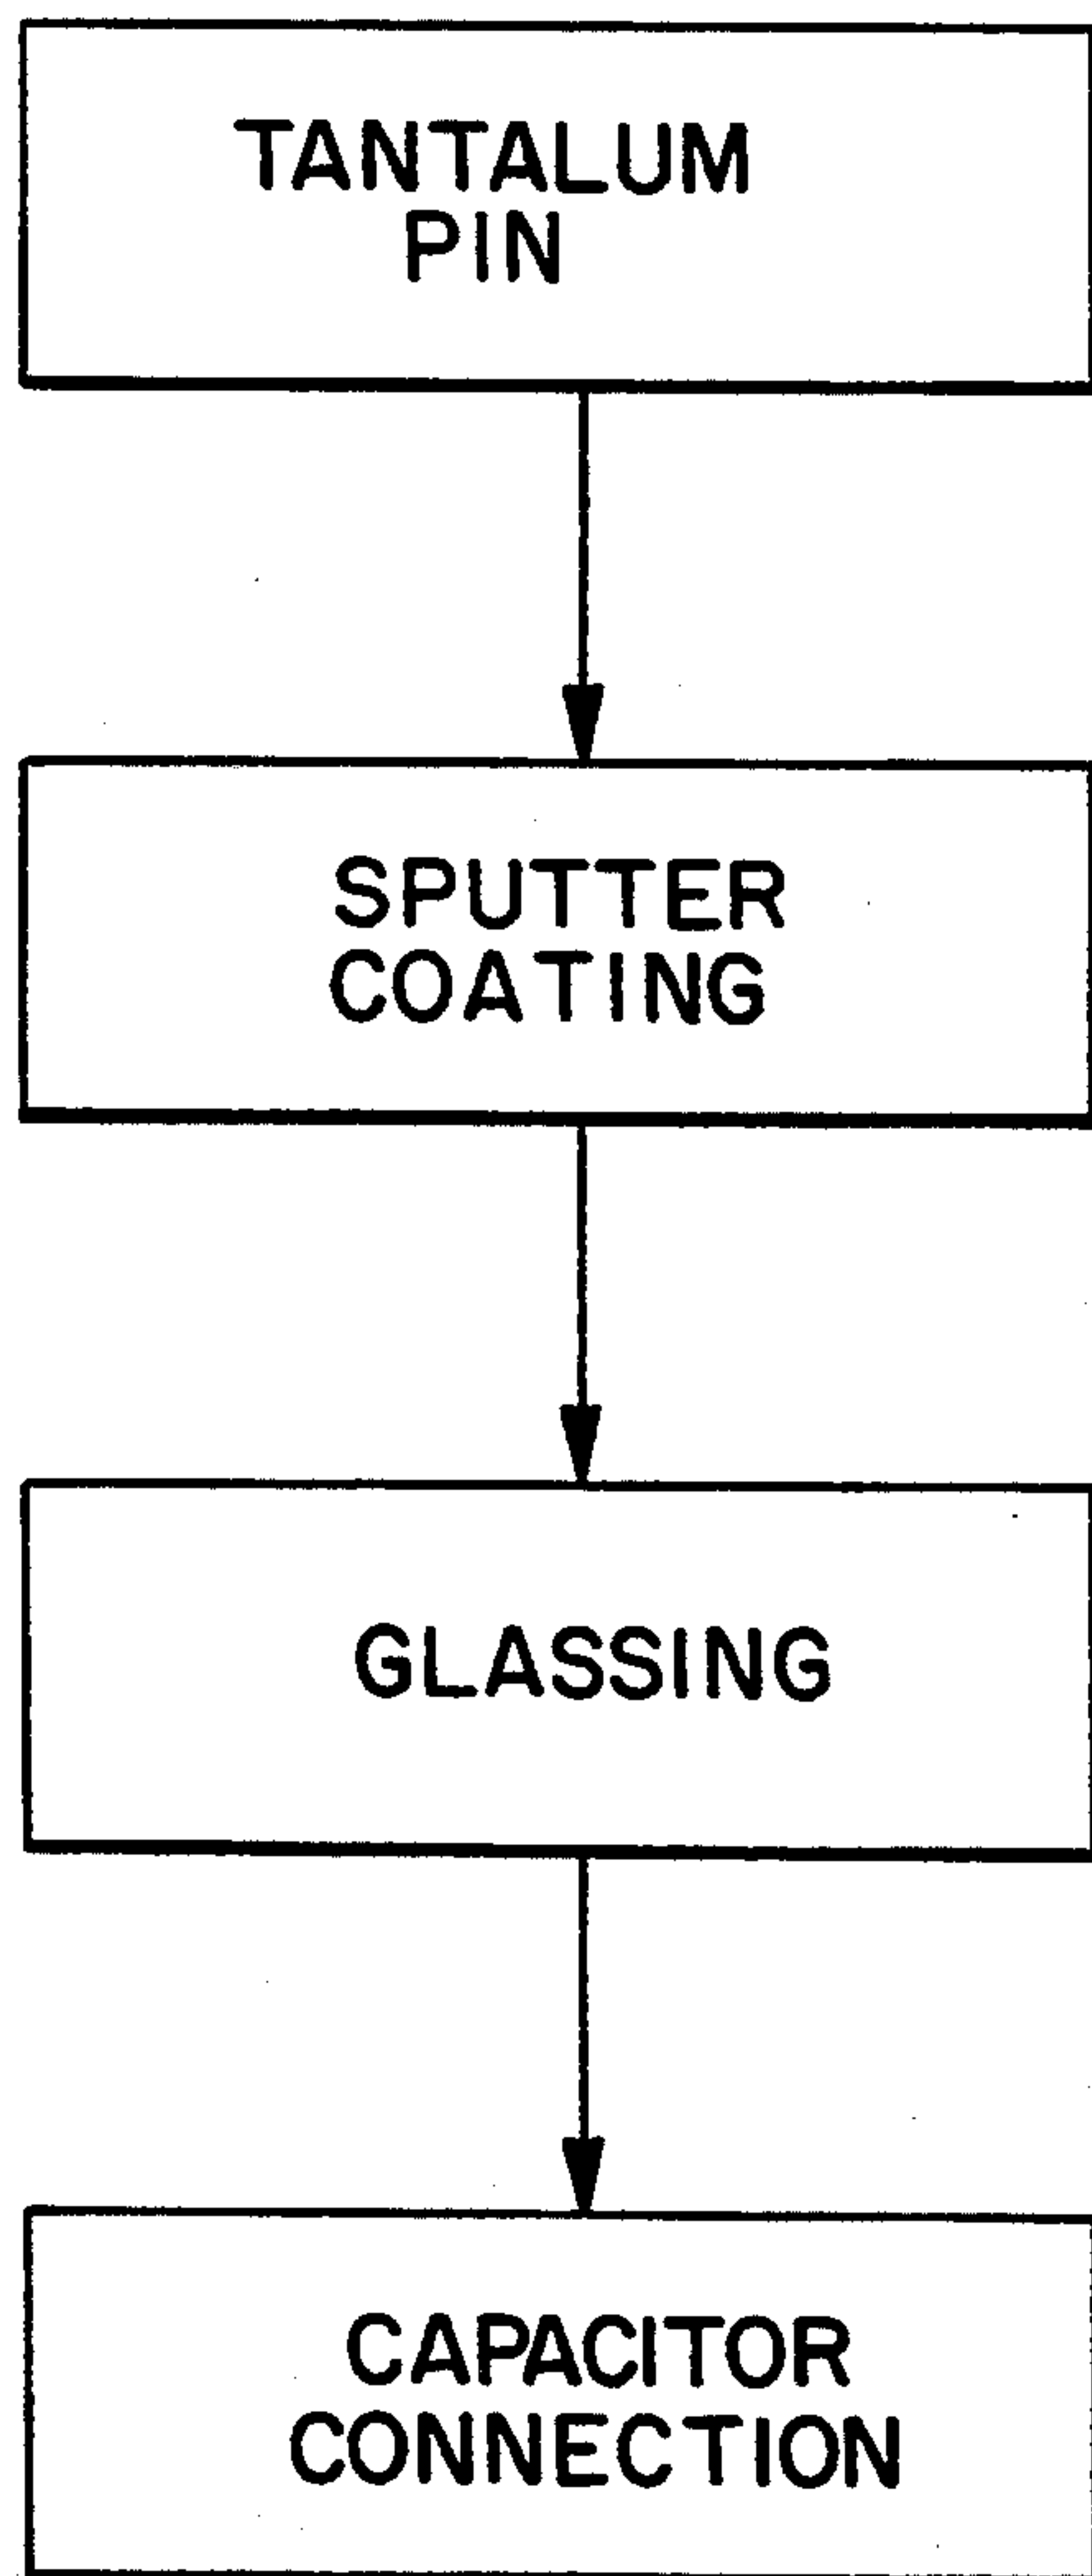 TANTALUM
PIN
SPUTTER
COATING
GLASSING
CAPACITOR
CONNECTION